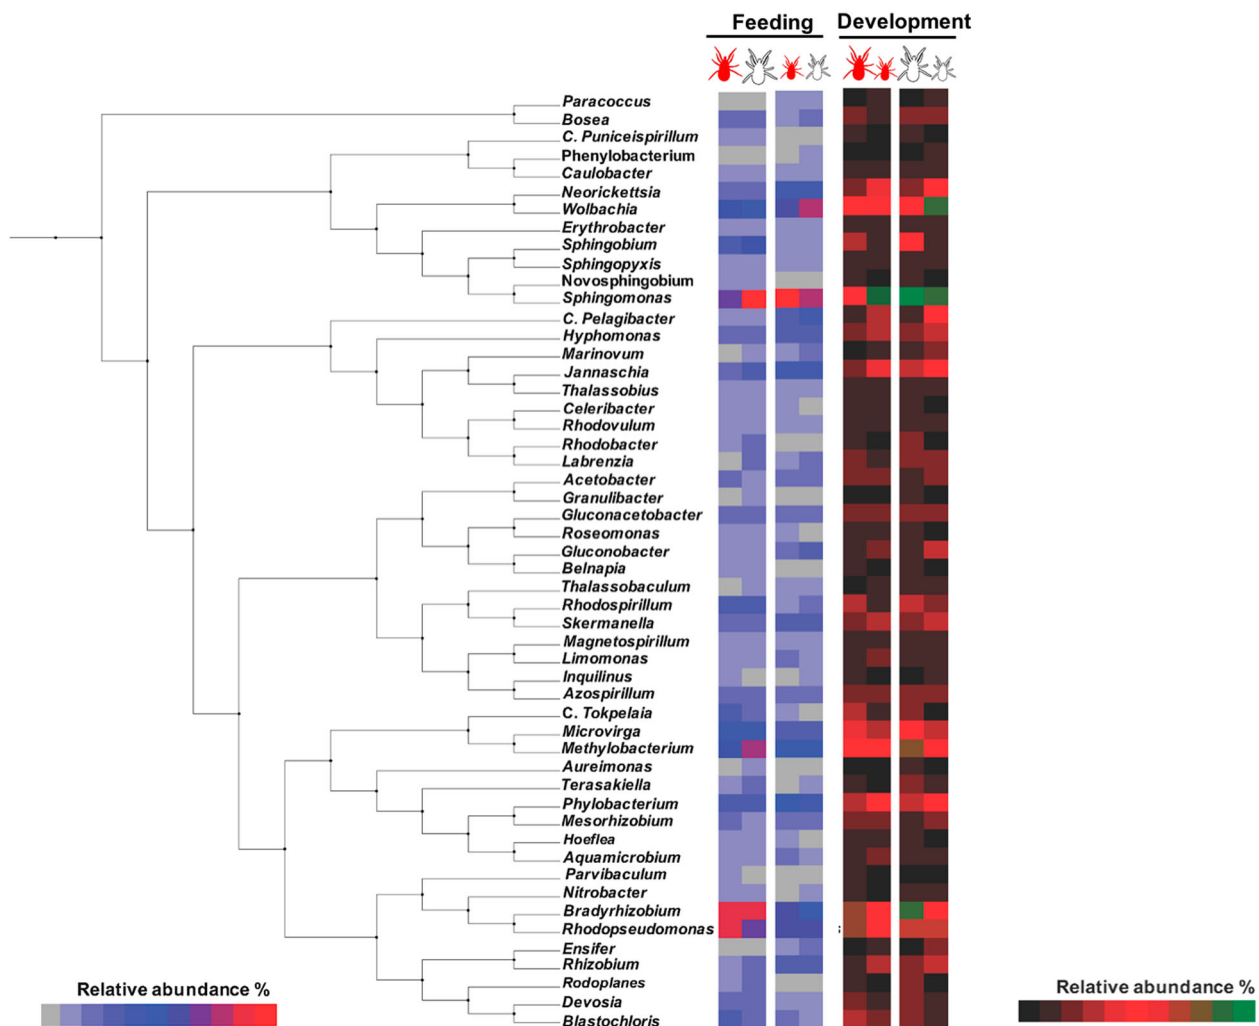 Feeding Development
Paracoccus
Bosea
C. Puniceispirillum
Phenylobacterium
Caulobacter
Neorickettsia
Wolbachia
Erythrobacter
Sphingobium
Sphingopyxis
Novosphingobium
Sphingomonas
C. Pelagibacter
Hyphomonas
Marinovum
Jannaschia
Thalassobius
Celeribacter
Rhodovulum
Rhodobacter
Labrenzia
Acetobacter
Granulibacter
Gluconacetobacter
Roseomonas
Gluconobacter
Belnapia
Thalassobaculum
Rhodospirillum
Skermanella
Magnetospirillum
Limomonas
Inquilinus
Azospirillum
C. Tokpelaia
Microvirga
Methylobacterium
Aureimonas
Terasakiella
Phylobacterium
Mesorhizobium
Hoeflea
Aquamicrobium
Parvibaculum
Nitrobacter
Bradyrhizobium
Rhodopseudomonas
Ensifer
Rhizobium
Rodoplanes
Devosia
Blastochloris
Relative abundance %
Relative abundance %